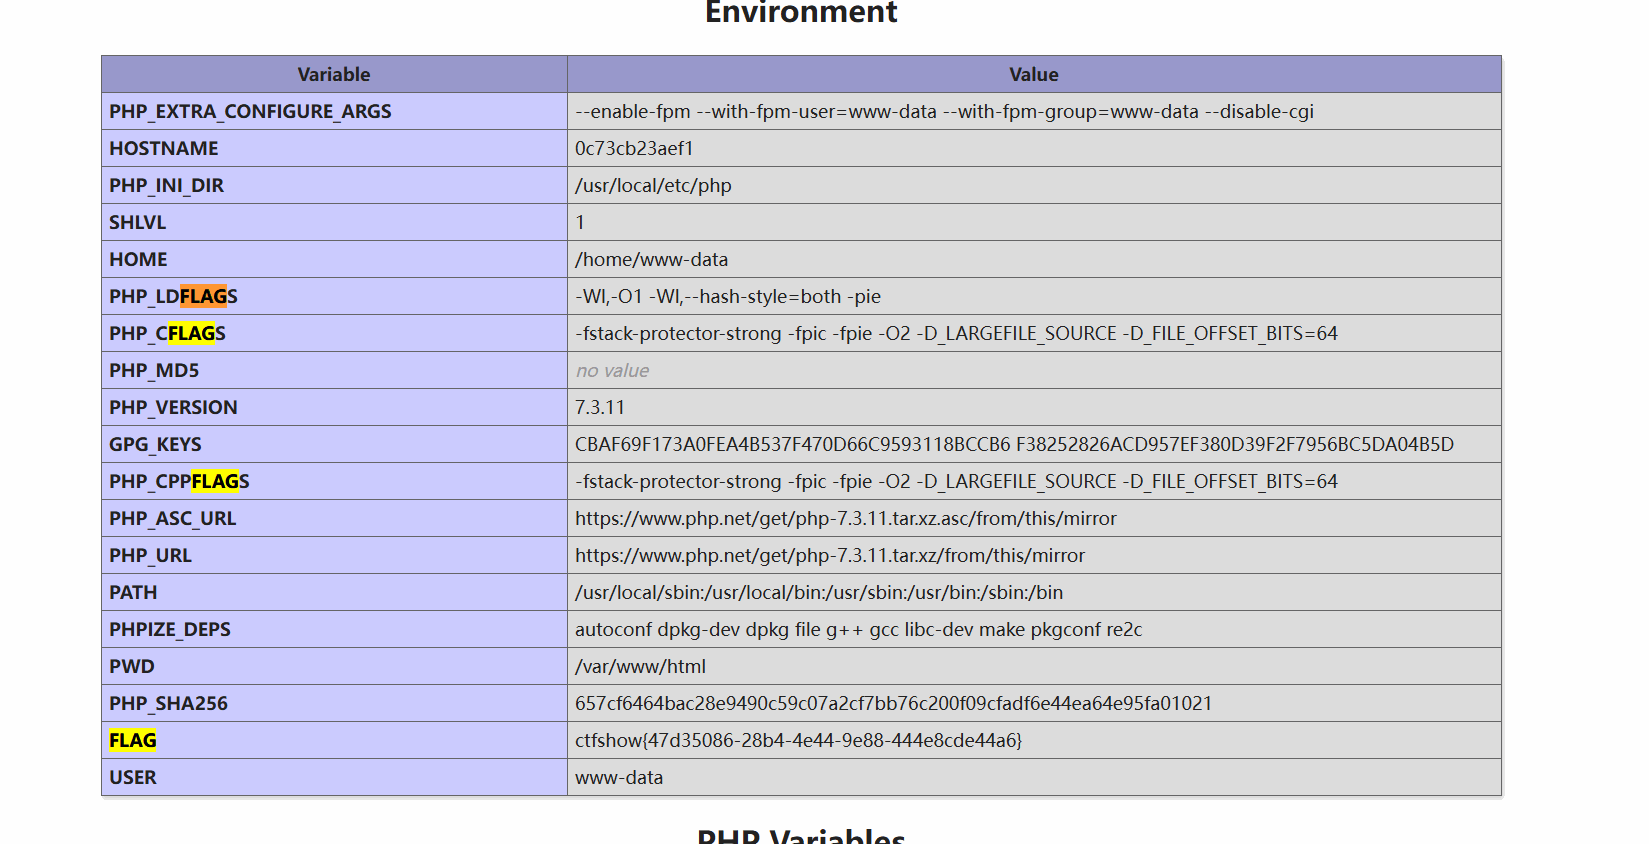 Environment
Variable Value
PHP_EXTRA_CONFIGURE_ARGS --enable-fpm --with-fpm-user=www-data --with-fpm-group=www-data --disable-cgi
HOSTNAME 0c73cb23aef1
PHP_INI_DIR /usr/local/etc/php
SHLVL 1
HOME /home/www-data
PHP_LDFLAGS -Wl,-O1 -Wl,--hash-style=both -pie
PHP_CFLAGS -fstack-protector-strong -fpic -fpie -O2 -D_LARGEFILE_SOURCE -D_FILE_OFFSET_BITS=64
PHP_MD5 no value
PHP_VERSION 7.3.11
GPG_KEYS CBAF69F173A0FEA4B537F470D66C9593118BCCB6 F38252826ACD957EF380D39F2F7956BC5DA04B5D
PHP_CPPFLAGS -fstack-protector-strong -fpic -fpie -O2 -D_LARGEFILE_SOURCE -D_FILE_OFFSET_BITS=64
PHP_ASC_URL https://www.php.net/get/php-7.3.11.tar.xz.asc/from/this/mirror
PHP_URL https://www.php.net/get/php-7.3.11.tar.xz/from/this/mirror
PATH /usr/local/sbin:/usr/local/bin:/usr/sbin:/usr/bin:/sbin:/bin
PHPIZE_DEPS autoconf dpkg-dev dpkg file g++ gcc libc-dev make pkgconf re2c
PWD /var/www/html
PHP_SHA256 657cf6464bac28e9490c59c07a2cf7bb76c200f09cfadf6e44ea64e95fa01021
FLAG ctfshow{47d35086-28b4-4e44-9e88-444e8cde44a6}
USER www-data
PHP Variables